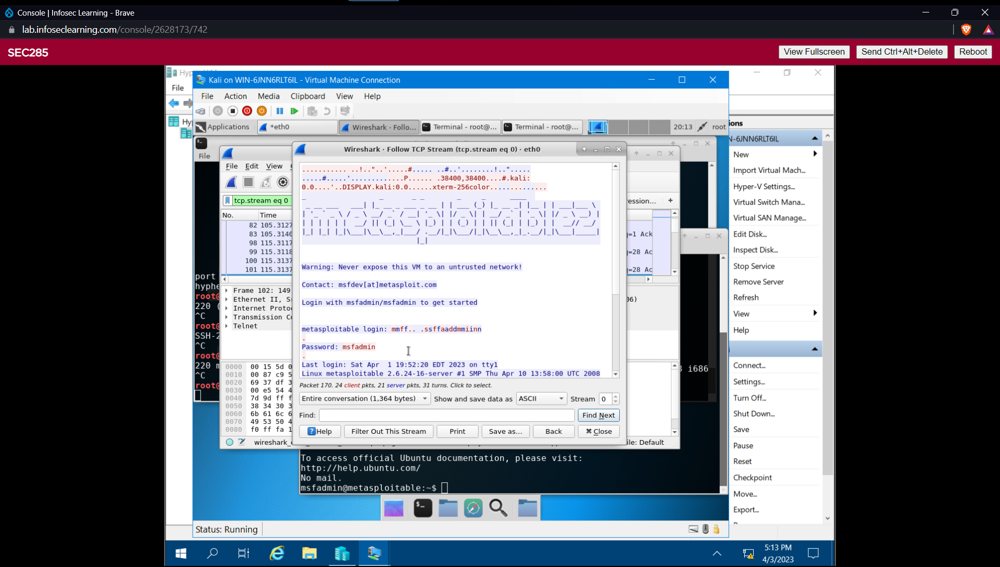 Console | Infosec Learning - Brave
lab.infoseclearning.com/console/2628173/742
SEC285
View Fullscreen
Send Ctrl+Alt+Delete
Reboot
File
Kali on WIN-6JNN6RLT6IL - Virtual Machine Connection
File Action Media Clipboard View Help
Applications
*eth0
Wireshark · Follo...
Terminal - root@...
Terminal - root@...
20:13
root
File
Wireshark · Follow TCP Stream (tcp.stream eq 0) · eth0
File Edit View
tcp.stream eq 0
ression...
+
No. Time
82 105.3127
83 105.3140
98 115.3117
99 115.3118
100 115.3137
101 115.3137
=1 Ack
=28 Ac
=28 Ac
Frame 102: 149
Ethernet II, S
Internet Proto
Transmission Co
Telnet
06)
0000 00 15 5d 0
0010 00 87 c9 5
0020 69 37 df 3
0030 00 e5 54 4
0040 7d 9d ff f
0050 38 34 30 3
0060 6b 61 6c 6
0070 49 53 50 4
0080 f0 ff fa 1
port
hyphe
root@
220 (
^C
root@
SSH-2
^C
root@
220 m
^C
root@
........... ..!.."..'.....#..... ..#..'........!..".....
.....#.....'.............P...... .38400,38400....#.kali:
0.0....'..DISPLAY.kali:0.0......xterm-256color..............
metasploitable2
Warning: Never expose this VM to an untrusted network!
Contact: msfdev[at]metasploit.com
Login with msfadmin/msfadmin to get started
metasploitable login: mmff.. .ssffaaddmmiinn
.
Password: msfadmin
.
Last login: Sat Apr  1 19:52:20 EDT 2023 on tty1
Linux metasploitable 2.6.24-16-server #1 SMP Thu Apr 10 13:58:00 UTC 2008
i686
Packet 170. 24 client pkts, 21 server pkts, 31 turns. Click to select.
Entire conversation (1,364 bytes)
Show and save data as
ASCII
Stream 0
Find:
Find Next
Help
Filter Out This Stream
Print
Save as...
Back
Close
wireshark_
ile: Default
To access official Ubuntu documentation, please visit:
http://help.ubuntu.com/
No mail.
msfadmin@metasploitable:~$
Status: Running
ions
N-6JNN6RLT6IL
New
Import Virtual Mach...
Hyper-V Settings...
Virtual Switch Mana...
Virtual SAN Manage...
Edit Disk...
Inspect Disk...
Stop Service
Remove Server
Refresh
View
Help
Connect...
Settings...
Turn Off...
Shut Down...
Save
Pause
Reset
Checkpoint
Move...
Export...
5:13 PM
4/3/2023